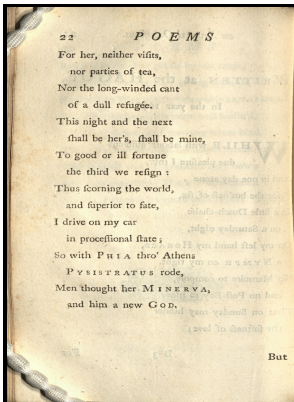 22 POEMS
For her, neither viſits,
nor parties of tea,
Nor the long-winded cant
of a dull refugée.
This night and the next
ſhall be her's, ſhall be mine,
To good or ill fortune
the third we reſign :
Thus ſcorning the world,
and ſuperior to fate,
I drive on my car
in proceſſional ſtate ;
So with PHIA thro' Athens
PYSISTRATUS rode,
Men thought her MINERVA,
and him a new GOD.
But